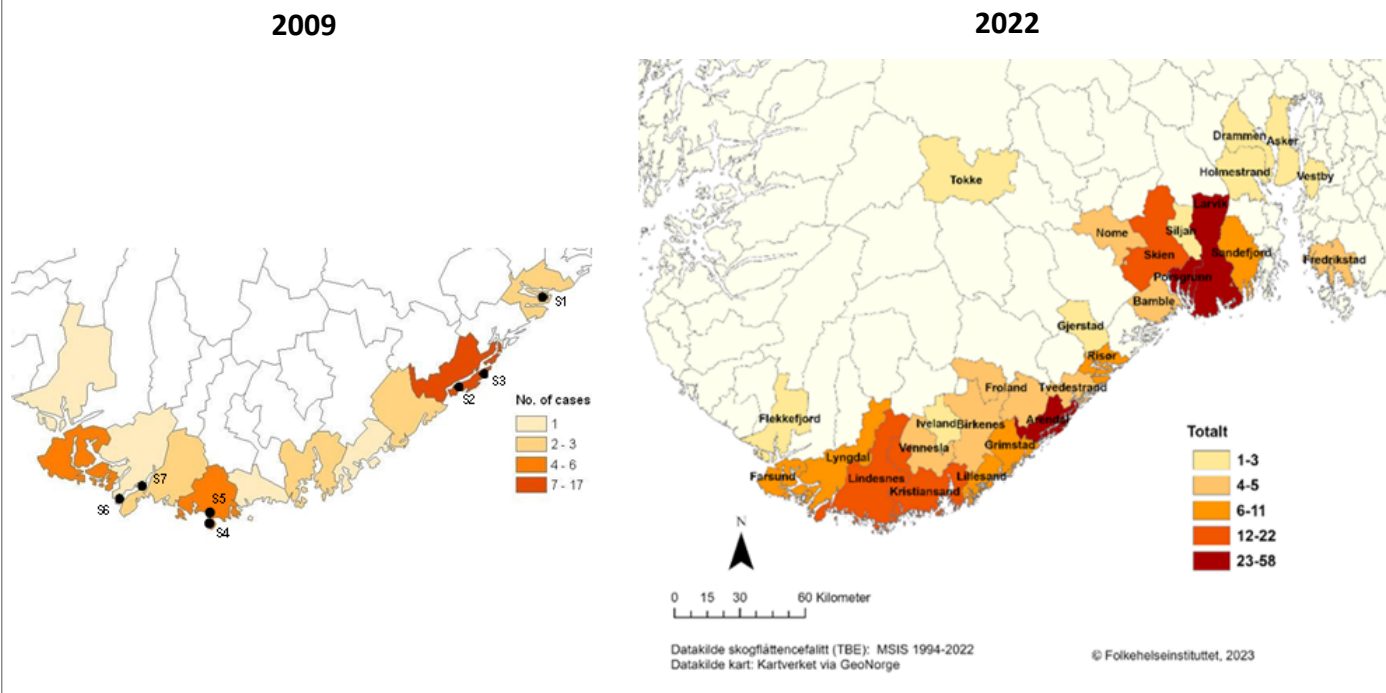 2009
2022
S1
S3
S2
No. of cases
1
2 - 3
4 - 6
7 - 17
S7
S6
S5
S4
Drammen
Asker
Holmestrand
Vestby
Tokke
Larvik
Nome
Siljan
Skien
Sandefjord
Fredrikstad
Porsgrunn
Bamble
Gjerstad
Risør
Froland
Tvedestrand
Flekkefjord
Iveland
Birkenes
Arendal
Vennesla
Grimstad
Lyngdal
Farsund
Lindesnes
Lillesand
Kristiansand
Totalt
1-3
4-5
6-11
12-22
23-58
N
0 15 30 60 Kilometer
Datakilde skogflåttencefalitt (TBE): MSIS 1994-2022
Datakilde kart: Kartverket via GeoNorge
© Folkehelseinstituttet, 2023